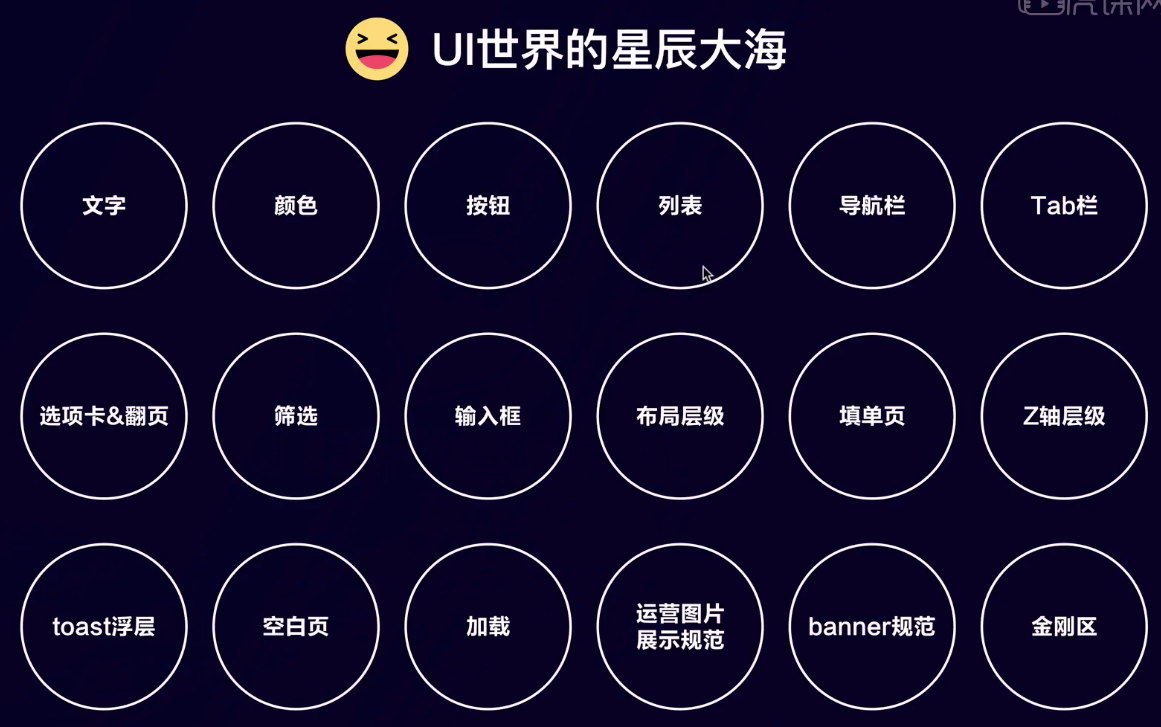 UI世界的星辰大海
文字
颜色
按钮
列表
导航栏
Tab栏
选项卡&翻页
筛选
输入框
布局层级
填单页
Z轴层级
toast浮层
空白页
加载
运营图片
展示规范
banner规范
金刚区